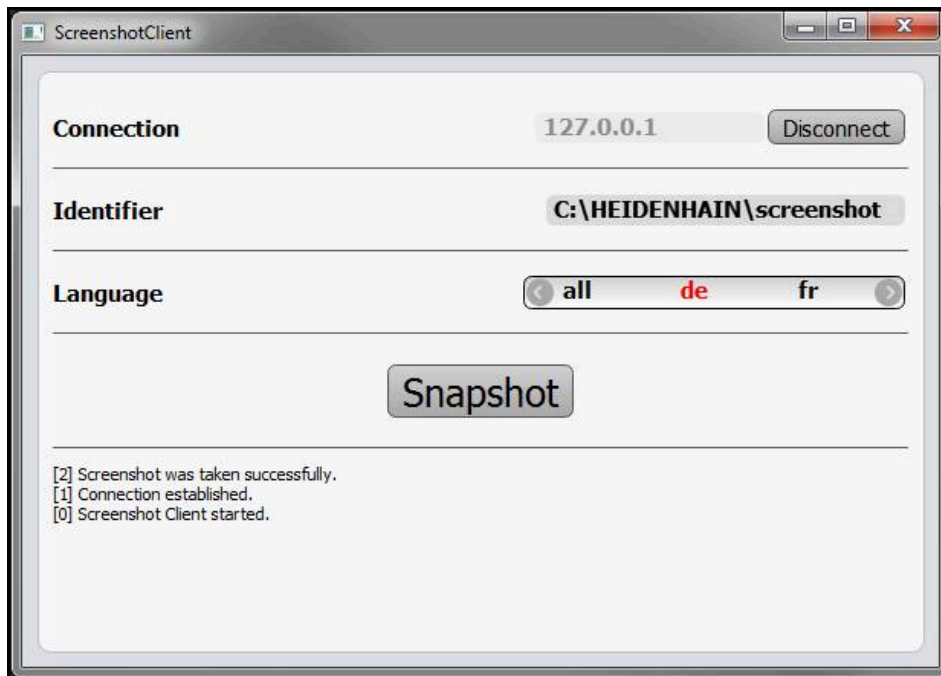 ScreenshotClient
Connection 127.0.0.1 Disconnect
Identifier C:\HEIDENHAIN\screenshot
Language all de fr
Snapshot
[2] Screenshot was taken successfully.
[1] Connection established.
[0] Screenshot Client started.